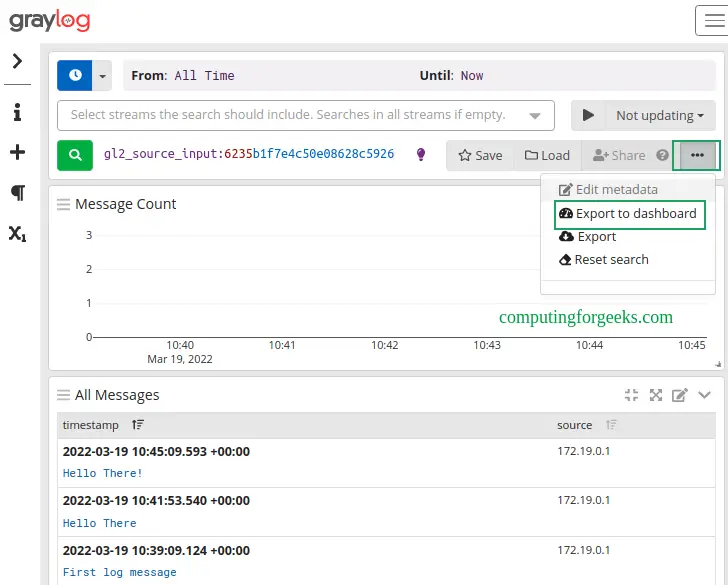 graylog
From: All Time Until: Now
Select streams the search should include. Searches in all streams if empty.
Not updating
gl2_source_input:6235b1f7e4c50e08628c5926
Save Load Share
Edit metadata
Export to dashboard
Export
Reset search
Message Count
3
2
1
0
computingforgeeks.com
10:40 10:41 10:42 10:43 10:44 10:45
Mar 19, 2022
All Messages
timestamp source
2022-03-19 10:45:09.593 +00:00 172.19.0.1
Hello There!
2022-03-19 10:41:53.540 +00:00 172.19.0.1
Hello There
2022-03-19 10:39:09.124 +00:00 172.19.0.1
First log message